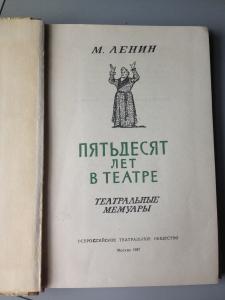 М. ЛЕНИН
ПЯТЬДЕСЯТ
ЛЕТ
В ТЕАТРЕ
ТЕАТРАЛЬНЫЕ
МЕМУАРЫ
ВСЕРОССИЙСКОЕ ТЕАТРАЛЬНОЕ ОБЩЕСТВО
Москва 1957